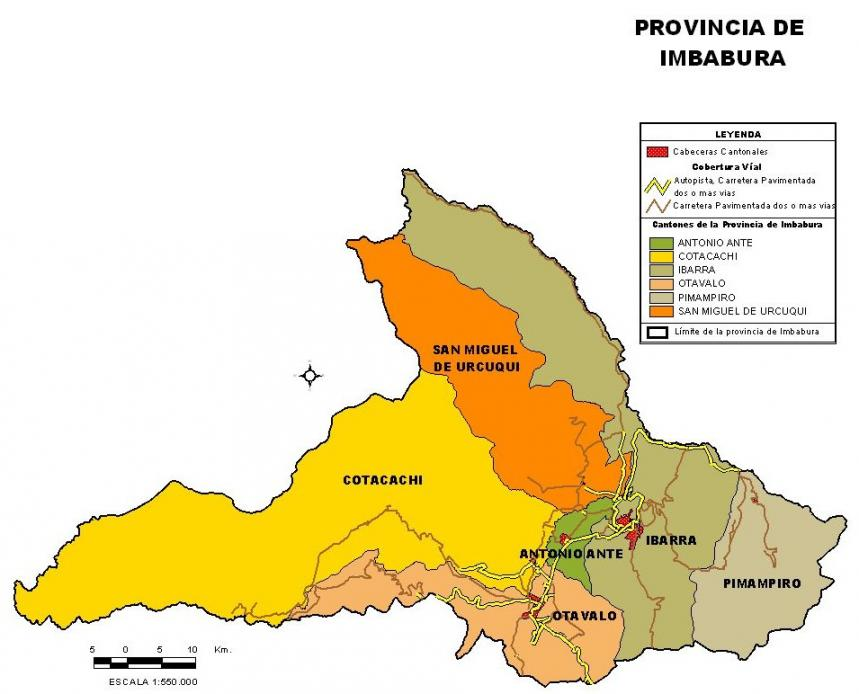 PROVINCIA DE
IMBABURA
LEYENDA
Cabeceras Cantonales
Cobertura Víal
Autopista, Carretera Pavimentada
dos o mas vias
Carretera Pavimentada dos o mas vias
Cantones de la Provincia de Imbabura
ANTONIO ANTE
COTACACHI
IBARRA
OTAVALO
PIMAMPIRO
SAN MIGUEL DE URCUQUI
Límite de la provincia de Imbabura
SAN MIGUEL
DE URCUQUI
COTACACHI
ANTONIO ANTE
IBARRA
PIMAMPIRO
OTAVALO
5 0 5 10 Km.
ESCALA 1:550.000